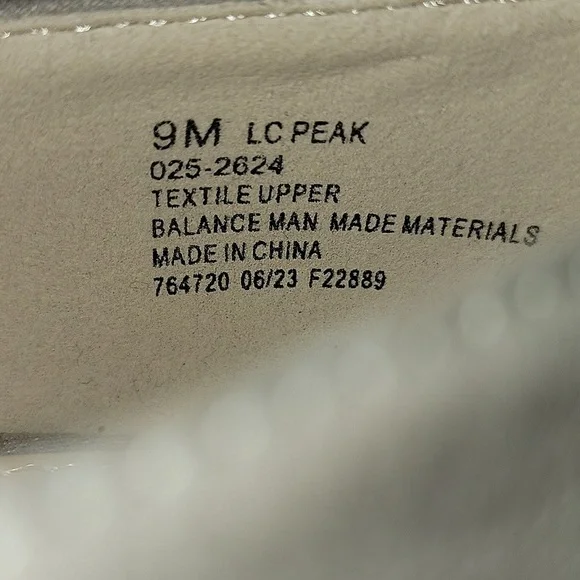 9M LC PEAK
025-2624
TEXTILE UPPER
BALANCE MAN MADE MATERIALS
MADE IN CHINA
764720 06/23 F22889